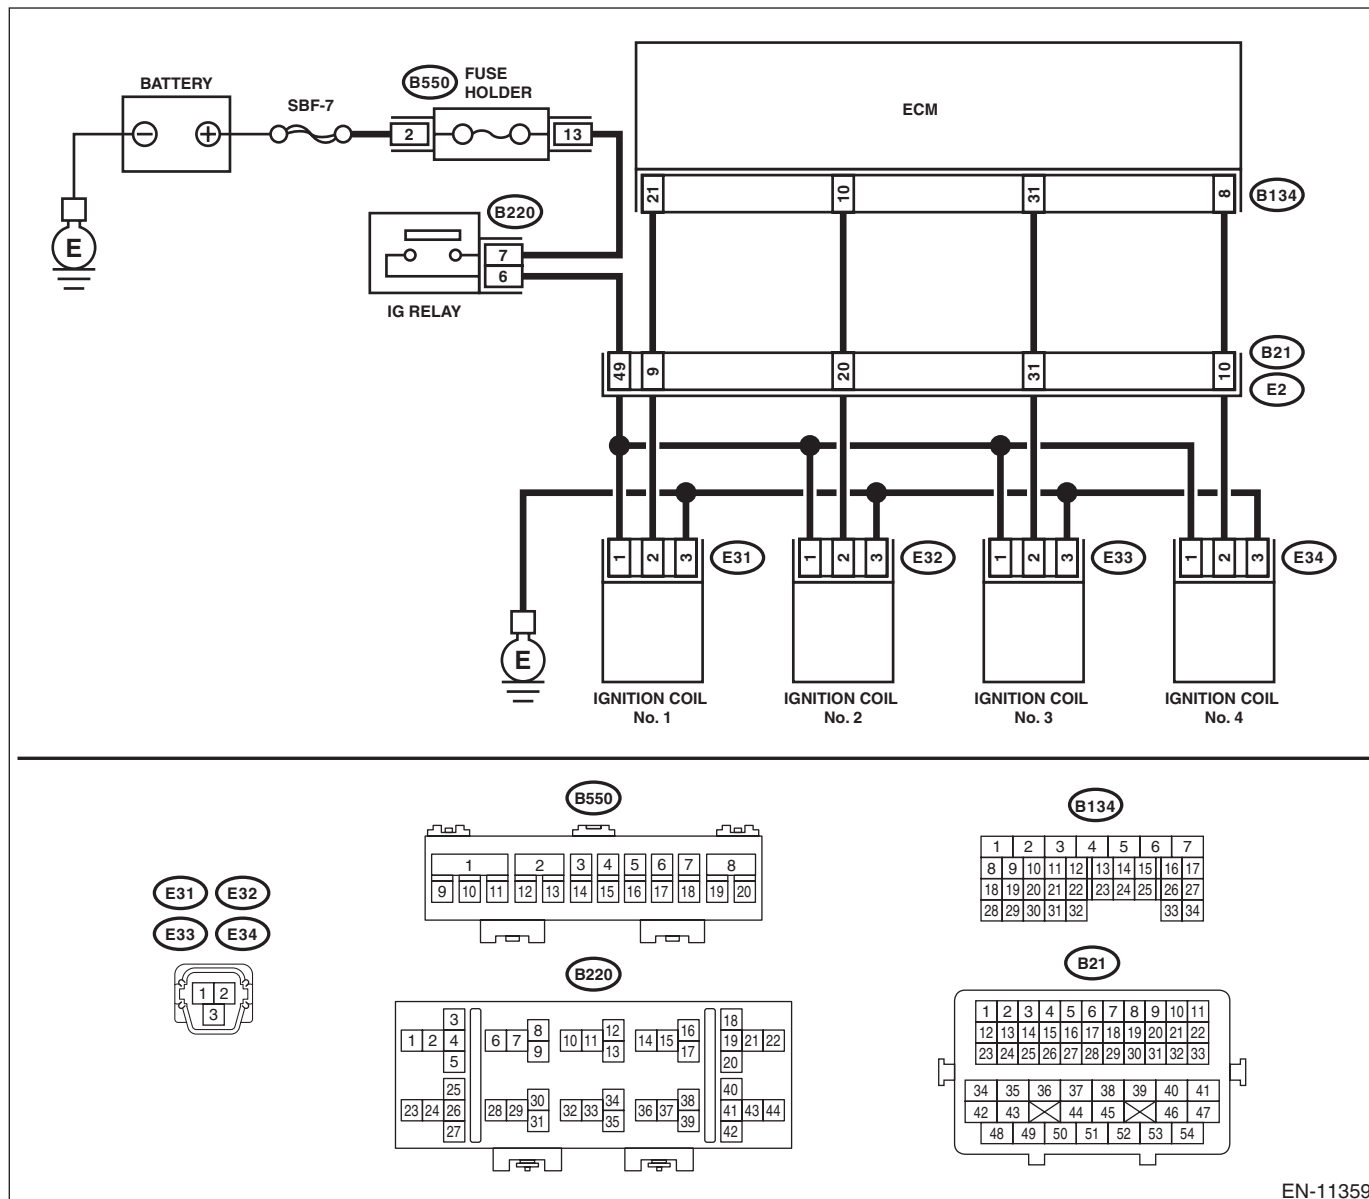 BATTERY
SBF-7
B550
FUSE
HOLDER
ECM
2
13
21
10
31
8
B134
B220
E
7
6
IG RELAY
49
9
20
31
10
B21
E2
1
2
3
E31
1
2
3
E32
1
2
3
E33
1
2
3
E34
E
IGNITION COIL
No. 1
IGNITION COIL
No. 2
IGNITION COIL
No. 3
IGNITION COIL
No. 4
E31 E32
E33 E34
1 2
3
B550
1 2 3 4 5 6 7 8
9 10 11 12 13 14 15 16 17 18 19 20
B220
3 8 12 16 18
1 2 4 6 7 10 11 14 15 19 21 22
5 9 13 17 20
25 30 34 38 40
23 24 26 28 29 32 33 36 37 41 43 44
27 31 35 39 42
B134
1 2 3 4 5 6 7
8 9 10 11 12 13 14 15 16 17
18 19 20 21 22 23 24 25 26 27
28 29 30 31 32 33 34
B21
1 2 3 4 5 6 7 8 9 10 11
12 13 14 15 16 17 18 19 20 21 22
23 24 25 26 27 28 29 30 31 32 33
34 35 36 37 38 39 40 41
42 43 44 45 46 47
48 49 50 51 52 53 54
EN-11359